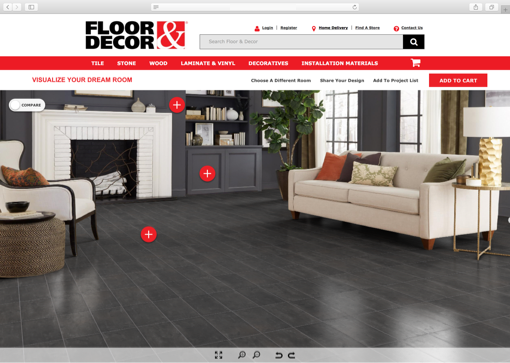 FLOOR &
DECOR
Login | Register
Home Delivery | Find A Store
Contact Us
Search Floor & Decor
TILE STONE WOOD LAMINATE & VINYL DECORATIVES INSTALLATION MATERIALS
VISUALIZE YOUR DREAM ROOM
Choose A Different Room Share Your Design Add To Project List ADD TO CART
COMPARE